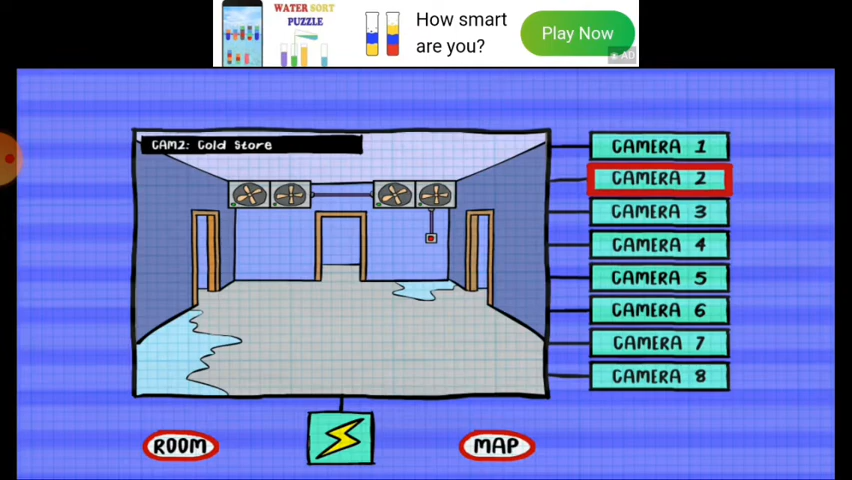 WATER SORT
PUZZLE
How smart
are you?
Play Now
Ad
CAM2: Cold Store
CAMERA 1
CAMERA 2
CAMERA 3
CAMERA 4
CAMERA 5
CAMERA 6
CAMERA 7
CAMERA 8
ROOM
MAP